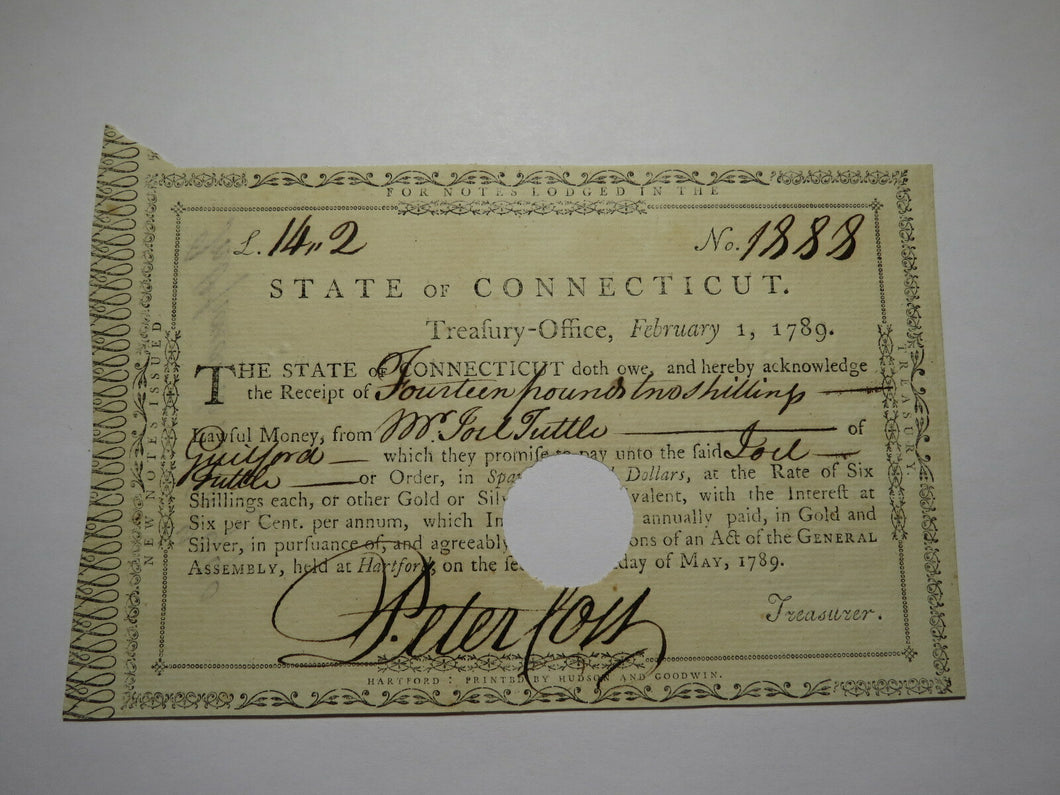 FOR NOTES LODGED IN THE
L. 14,, 2 No. 1888
STATE OF CONNECTICUT.
Treaſury-Office, February 1, 1789.
THE STATE of CONNECTICUT doth owe, and hereby acknowledge
the Receipt of Fourteen pounds two shillings
Lawful Money, from Mr. Joel Tuttle of
Guilford which they promiſe to pay unto the ſaid Joel
Tuttle or Order, in Spa Dollars, at the Rate of Six
Shillings each, or other Gold or Silv valent, with the Intereſt at
Six per Cent. per annum, which In annually paid, in Gold and
Silver, in purſuance of, and agreeably ons of an Act of the GENERAL
ASSEMBLY, held at Hartford, on the ſe day of MAY, 1789.
Peter Colt Treasurer.
HARTFORD: PRINTED BY HUDSON AND GOODWIN.
NEW NOTES ISSUED
TREASURY